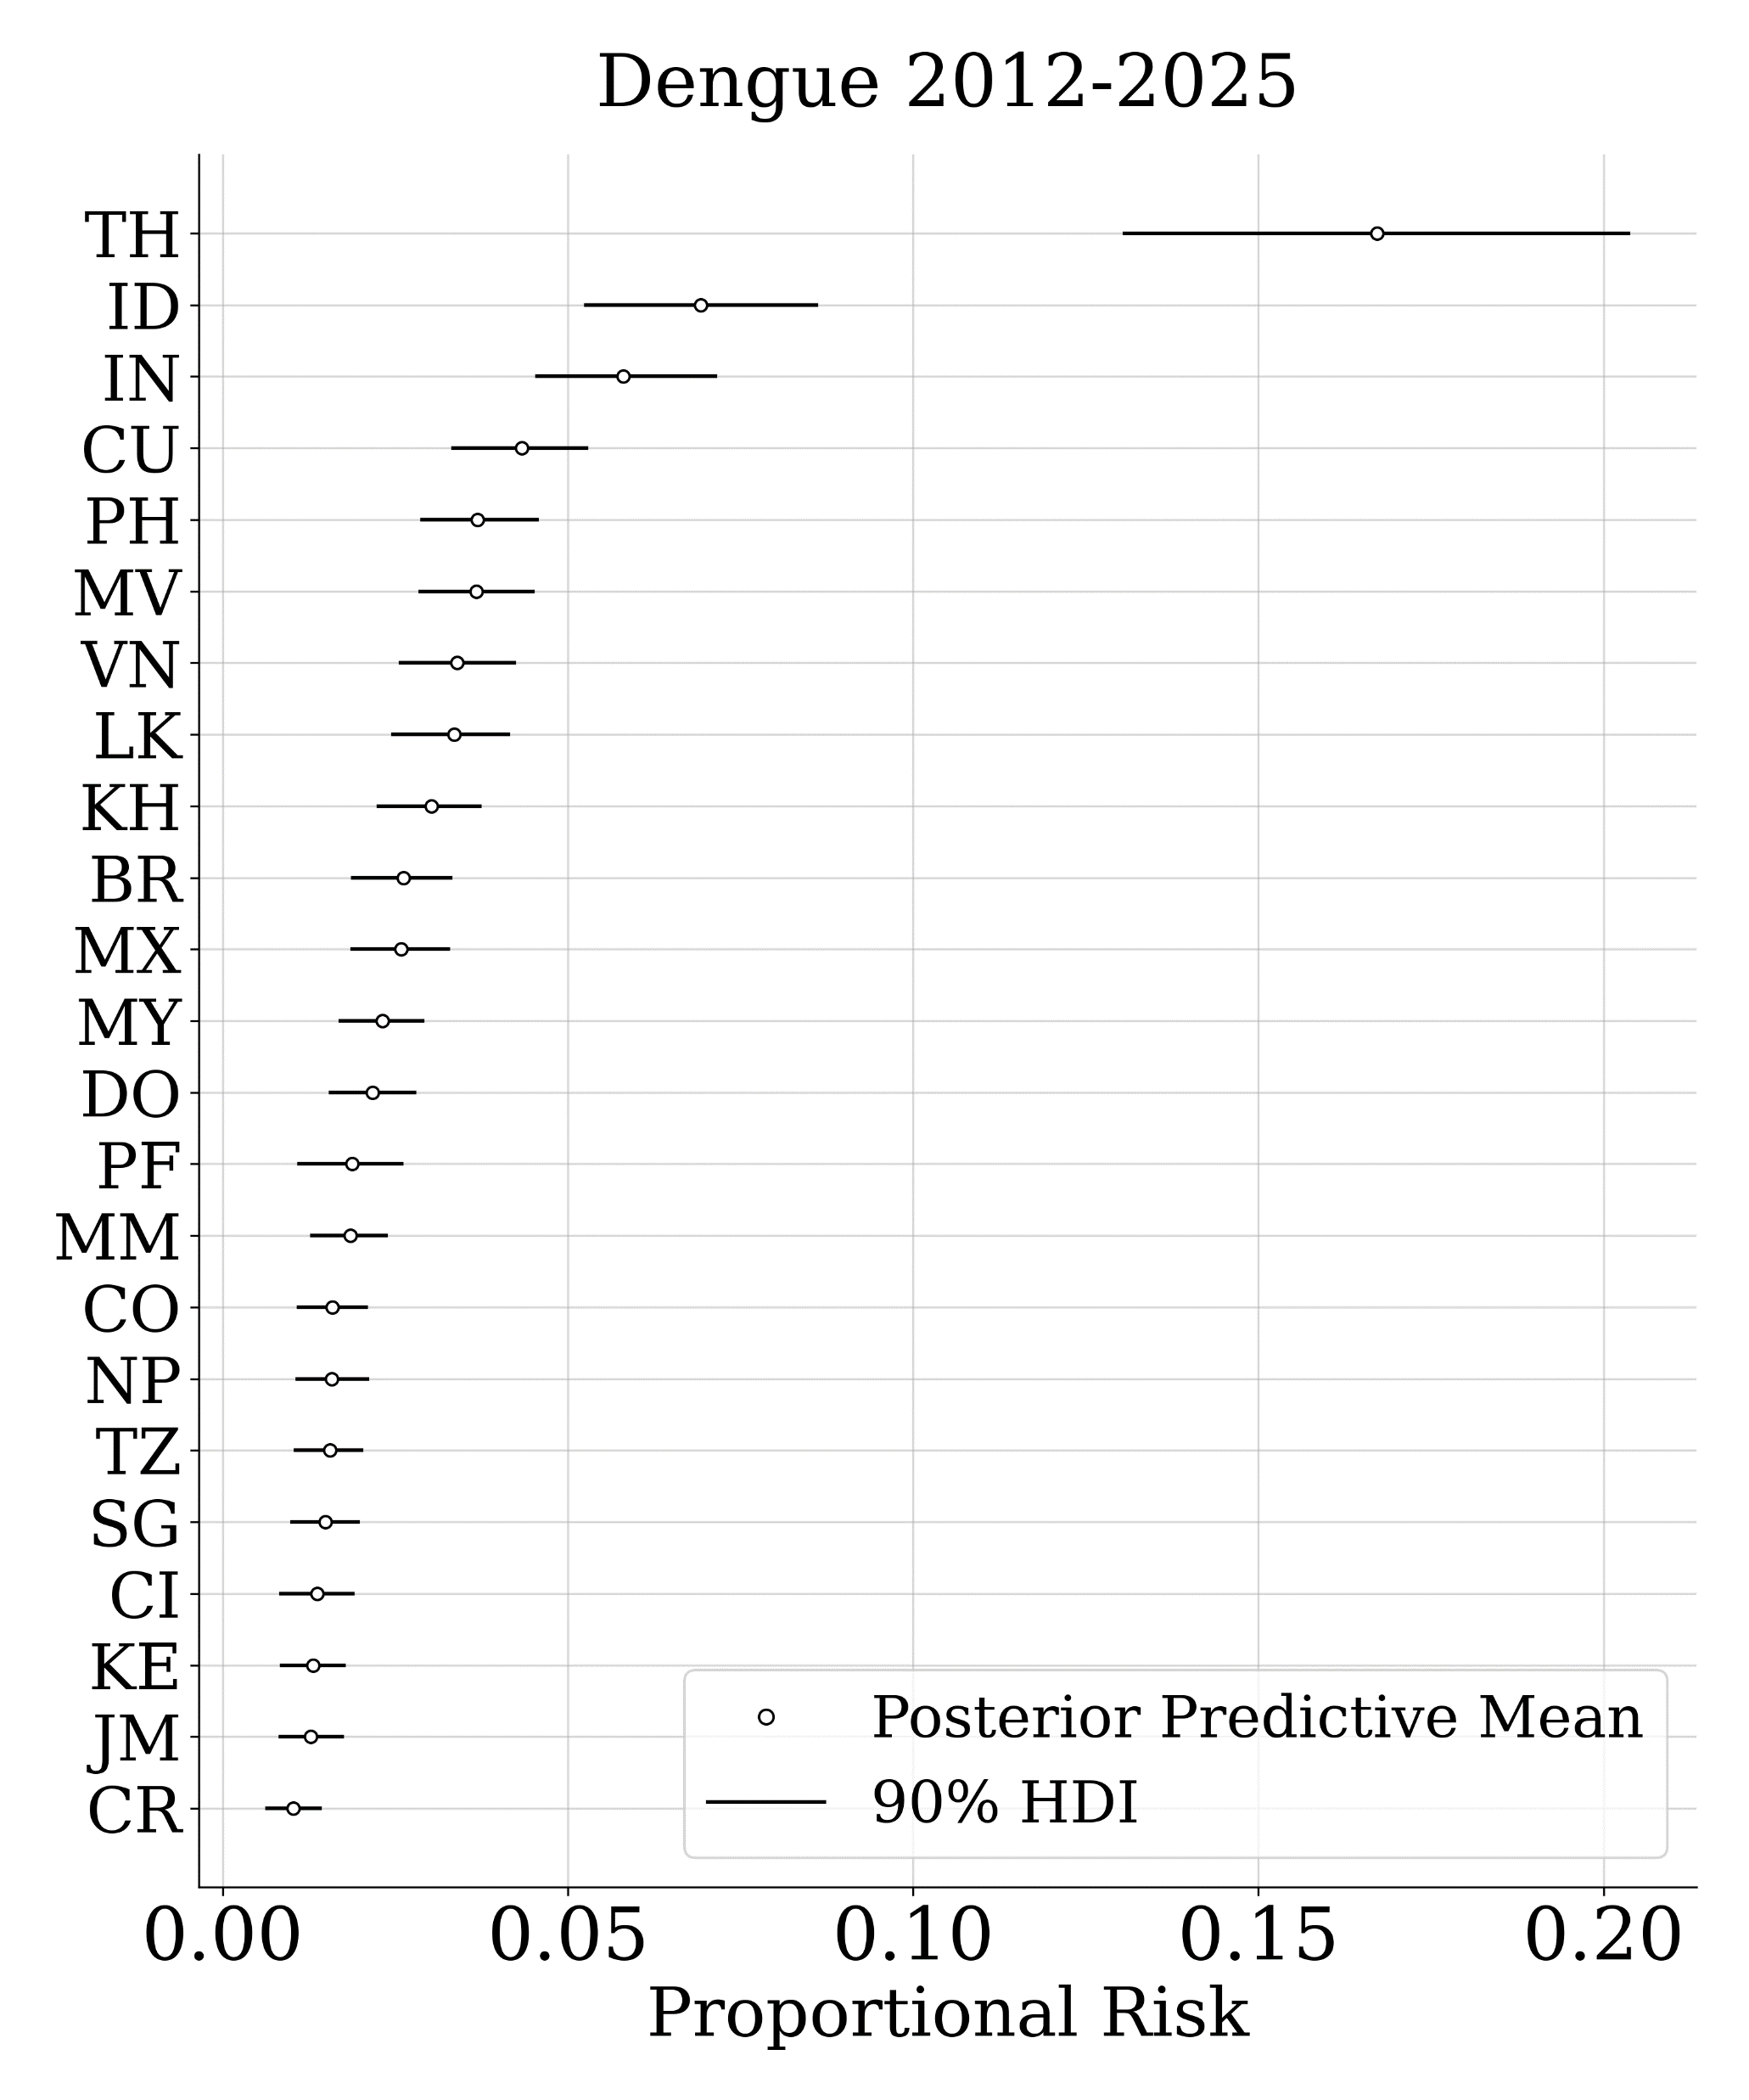 Dengue 2012-2025
TH
ID
IN
CU
PH
MV
VN
LK
KH
BR
MX
MY
DO
PF
MM
CO
NP
TZ
SG
CI
KE
JM
CR
Posterior Predictive Mean
90% HDI
0.00 0.05 0.10 0.15 0.20
Proportional Risk